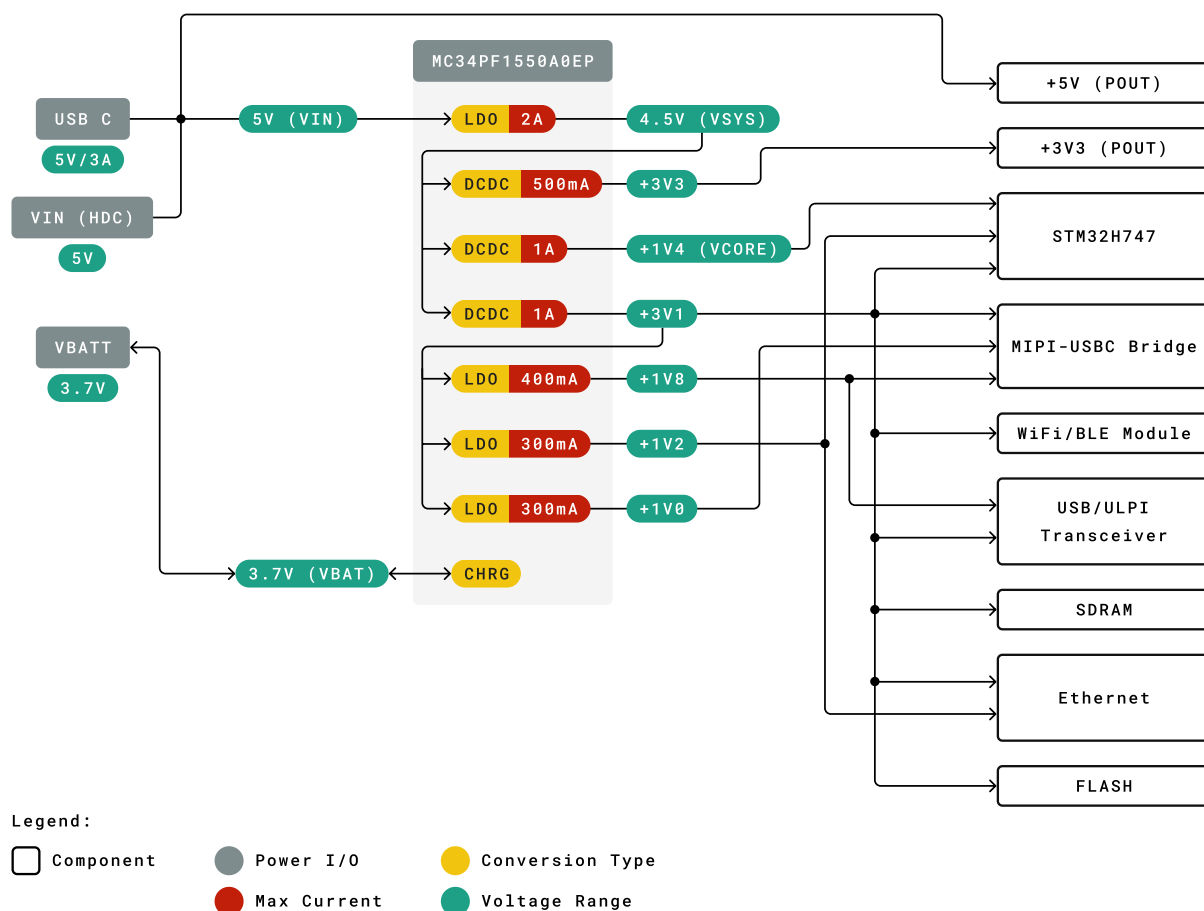 MC34PF1550A0EP
+5V (POUT)
USB C
5V (VIN)
LDO 2A
4.5V (VSYS)
5V/3A
+3V3 (POUT)
DCDC 500mA
+3V3
VIN (HDC)
5V
DCDC 1A
+1V4 (VCORE)
STM32H747
DCDC 1A
+3V1
VBATT
3.7V
MIPI-USBC Bridge
LDO 400mA
+1V8
LDO 300mA
+1V2
WiFi/BLE Module
LDO 300mA
+1V0
USB/ULPI
Transceiver
3.7V (VBAT)
CHRG
SDRAM
Ethernet
FLASH
Legend:
Component
Power I/O
Conversion Type
Max Current
Voltage Range